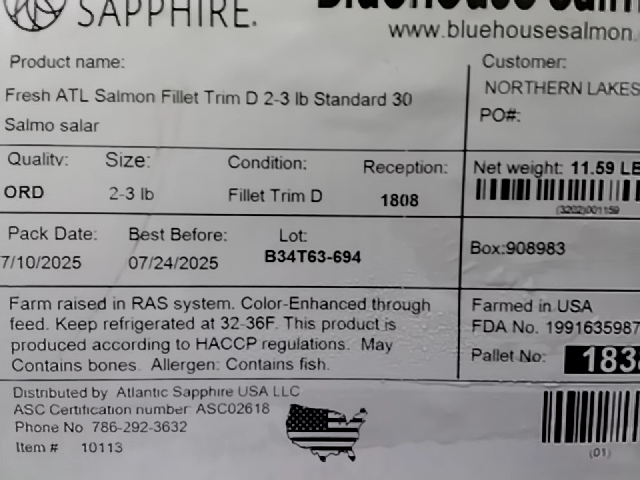 SAPPHIRE.
Bluehouse Salm
www.bluehousesalmon.
Product name:
Fresh ATL Salmon Fillet Trim D 2-3 lb Standard 30
Salmo salar
Customer:
NORTHERN LAKES
PO#:
Quality: Size: Condition: Reception:
ORD 2-3 lb Fillet Trim D 1808
Net weight: 11.59 LB
(3202)001159
Pack Date: Best Before: Lot:
7/10/2025 07/24/2025 B34T63-694
Box:908983
Farm raised in RAS system. Color-Enhanced through
feed. Keep refrigerated at 32-36F. This product is
produced according to HACCP regulations. May
Contains bones. Allergen: Contains fish.
Farmed in USA
FDA No. 1991635987
Pallet No: 183
Distributed by Atlantic Sapphire USA LLC
ASC Certification number ASC02618
Phone No 786-292-3632
Item # 10113
(01)